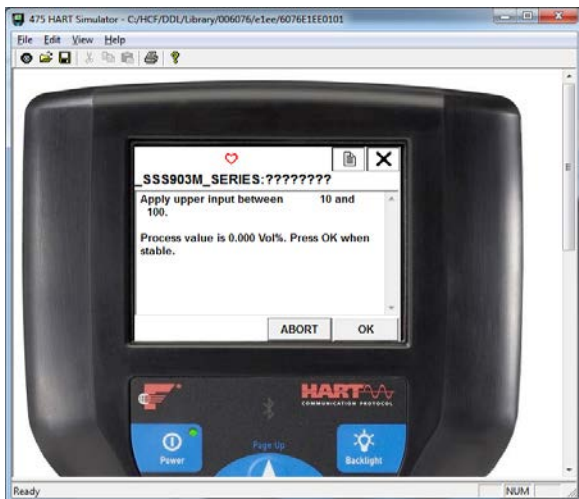 475 HART Simulator - C:/HCF/DDL/Library/006076/e1ee/6076E1EE0101
File Edit View Help
_SSS903M_SERIES:????????
Apply upper input between 10 and
100.
Process value is 0.000 Vol%. Press OK when
stable.
ABORT OK
HART
COMMUNICATION PROTOCOL
Power
Page Up
Backlight
Ready NUM